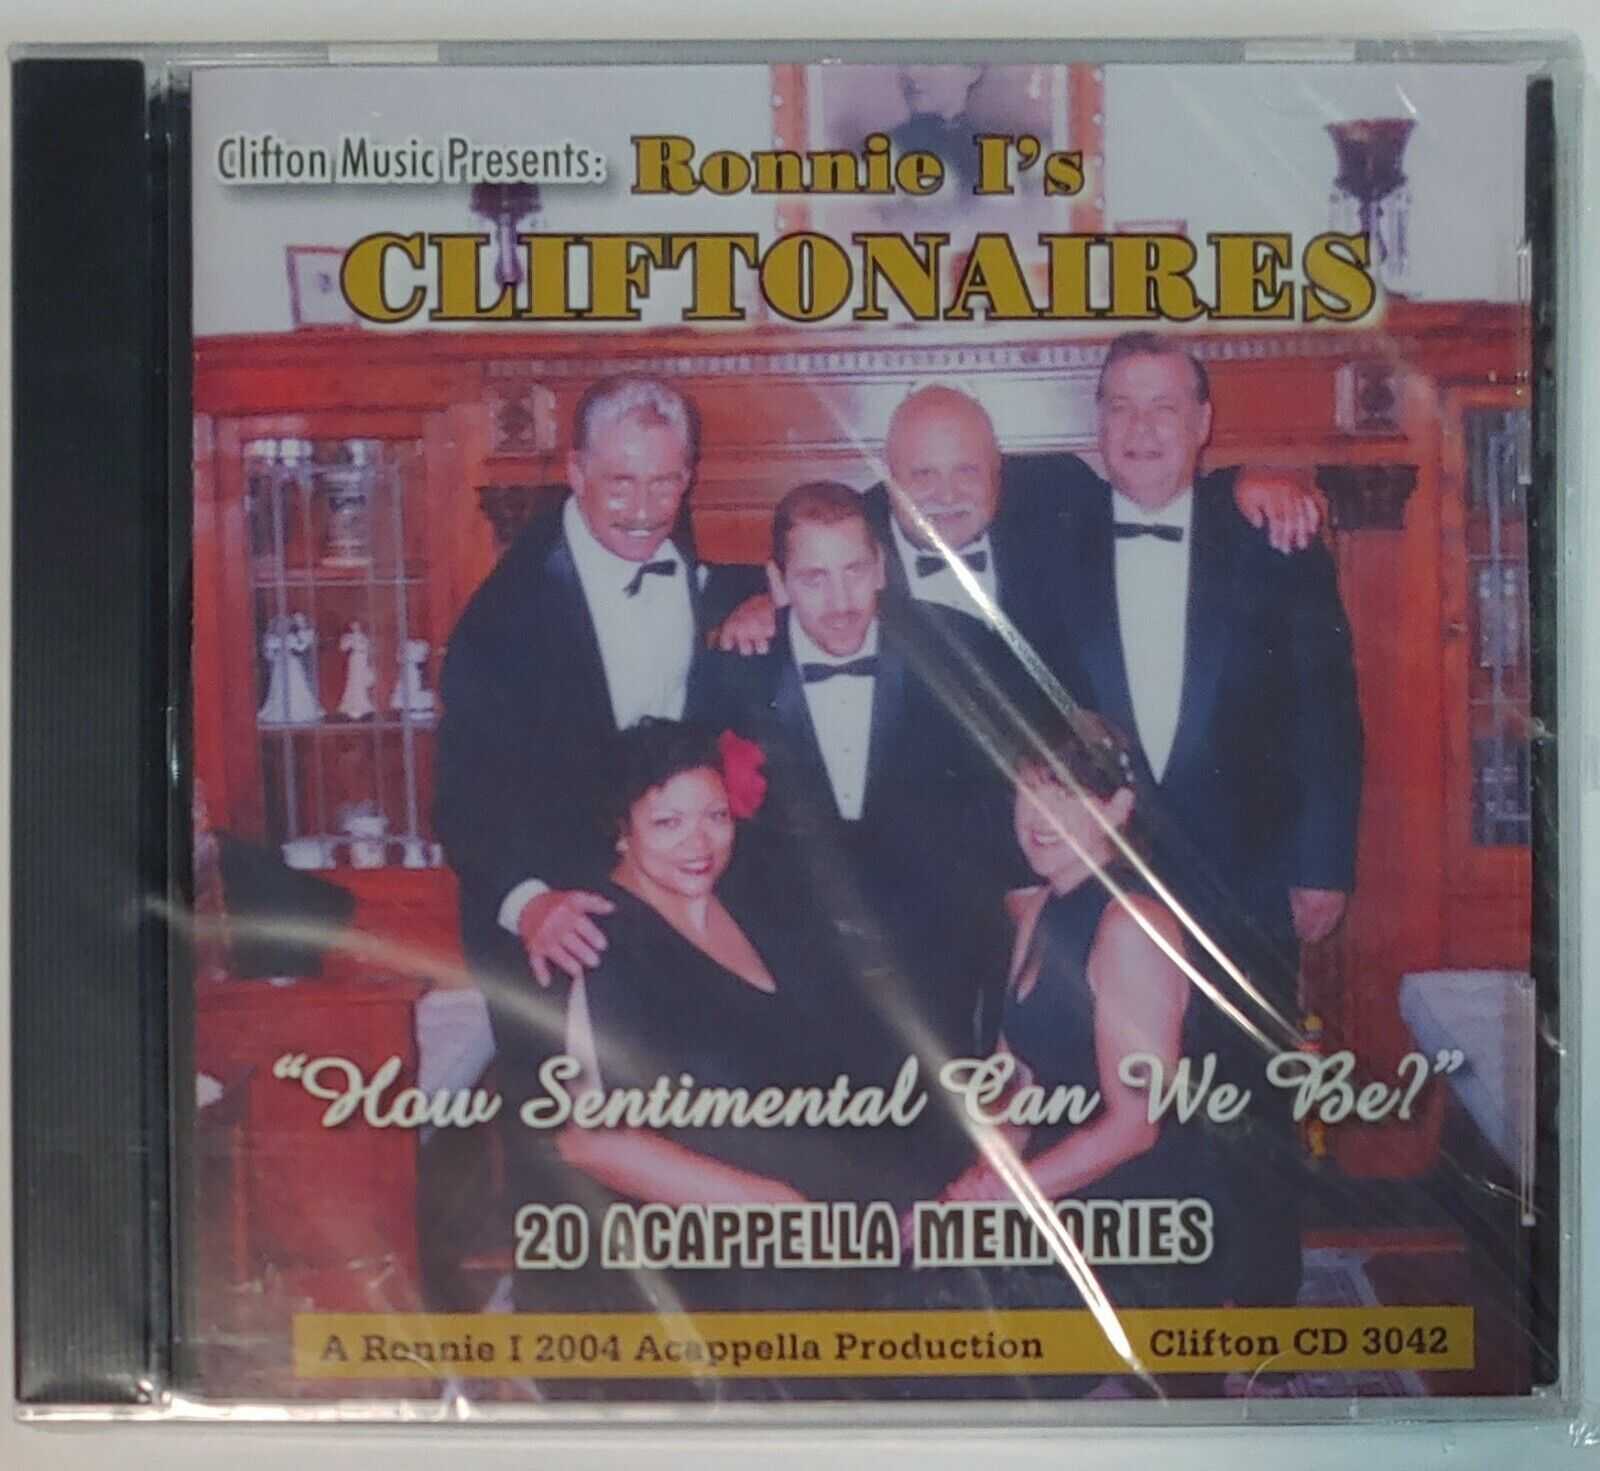 Clifton Music Presents: Ronnie I's
CLIFTONAIRES
"How Sentimental Can We Be?"
20 ACAPPELLA MEMORIES
A Ronnie I 2004 Acappella Production Clifton CD 3042